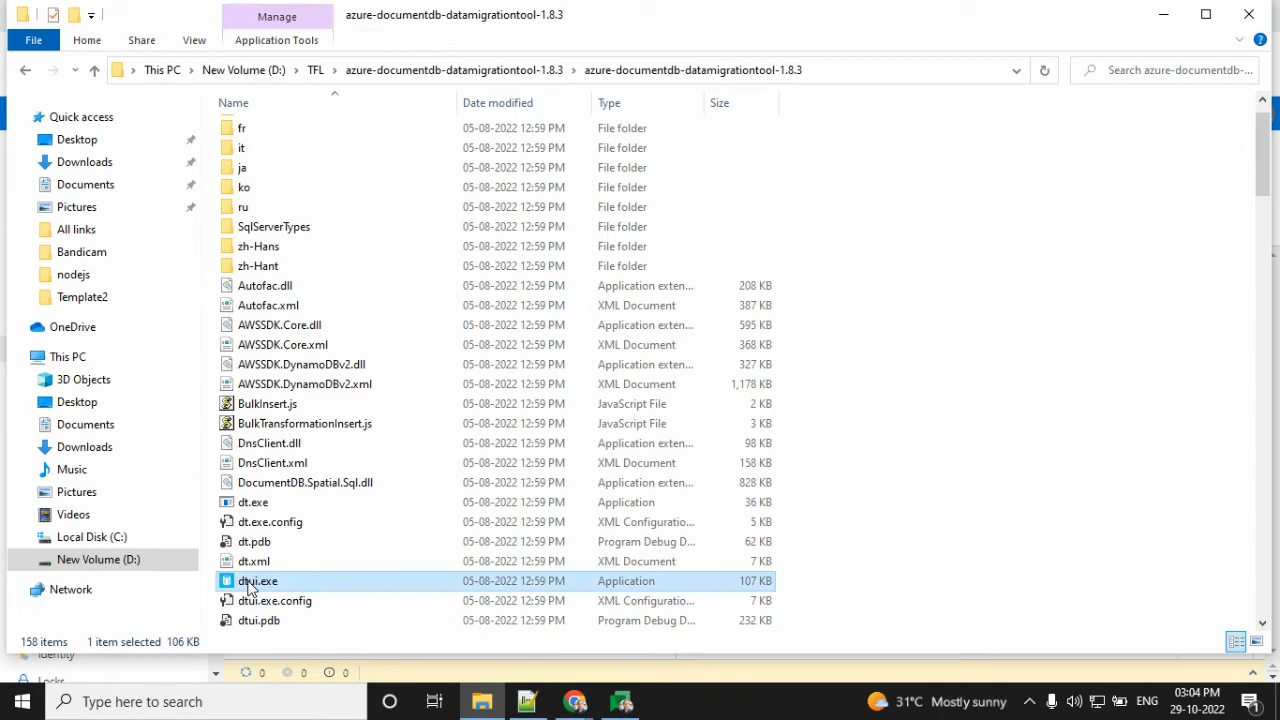 Manage
azure-documentdb-datamigrationtool-1.8.3
File
Home
Share
View
Application Tools
This PC
New Volume (D:)
TFL
azure-documentdb-datamigrationtool-1.8.3
azure-documentdb-datamigrationtool-1.8.3
Search azure-documentdb-...
Name
Date modified
Type
Size
Quick access
Desktop
Downloads
Documents
Pictures
All links
Bandicam
nodejs
Template2
OneDrive
This PC
3D Objects
Desktop
Documents
Downloads
Music
Pictures
Videos
Local Disk (C:)
New Volume (D:)
Network
fr 05-08-2022 12:59 PM File folder
it 05-08-2022 12:59 PM File folder
ja 05-08-2022 12:59 PM File folder
ko 05-08-2022 12:59 PM File folder
ru 05-08-2022 12:59 PM File folder
SqlServerTypes 05-08-2022 12:59 PM File folder
zh-Hans 05-08-2022 12:59 PM File folder
zh-Hant 05-08-2022 12:59 PM File folder
Autofac.dll 05-08-2022 12:59 PM Application exten... 208 KB
Autofac.xml 05-08-2022 12:59 PM XML Document 387 KB
AWSSDK.Core.dll 05-08-2022 12:59 PM Application exten... 595 KB
AWSSDK.Core.xml 05-08-2022 12:59 PM XML Document 368 KB
AWSSDK.DynamoDBv2.dll 05-08-2022 12:59 PM Application exten... 327 KB
AWSSDK.DynamoDBv2.xml 05-08-2022 12:59 PM XML Document 1,178 KB
BulkInsert.js 05-08-2022 12:59 PM JavaScript File 2 KB
BulkTransformationInsert.js 05-08-2022 12:59 PM JavaScript File 3 KB
DnsClient.dll 05-08-2022 12:59 PM Application exten... 98 KB
DnsClient.xml 05-08-2022 12:59 PM XML Document 158 KB
DocumentDB.Spatial.Sql.dll 05-08-2022 12:59 PM Application exten... 828 KB
dt.exe 05-08-2022 12:59 PM Application 36 KB
dt.exe.config 05-08-2022 12:59 PM XML Configuratio... 5 KB
dt.pdb 05-08-2022 12:59 PM Program Debug D... 62 KB
dt.xml 05-08-2022 12:59 PM XML Document 7 KB
dtui.exe 05-08-2022 12:59 PM Application 107 KB
dtui.exe.config 05-08-2022 12:59 PM XML Configuratio... 7 KB
dtui.pdb 05-08-2022 12:59 PM Program Debug D... 232 KB
158 items 1 item selected 106 KB
Identity
Locks
0 0 0
Type here to search
31°C Mostly sunny
ENG
03:04 PM
29-10-2022
1